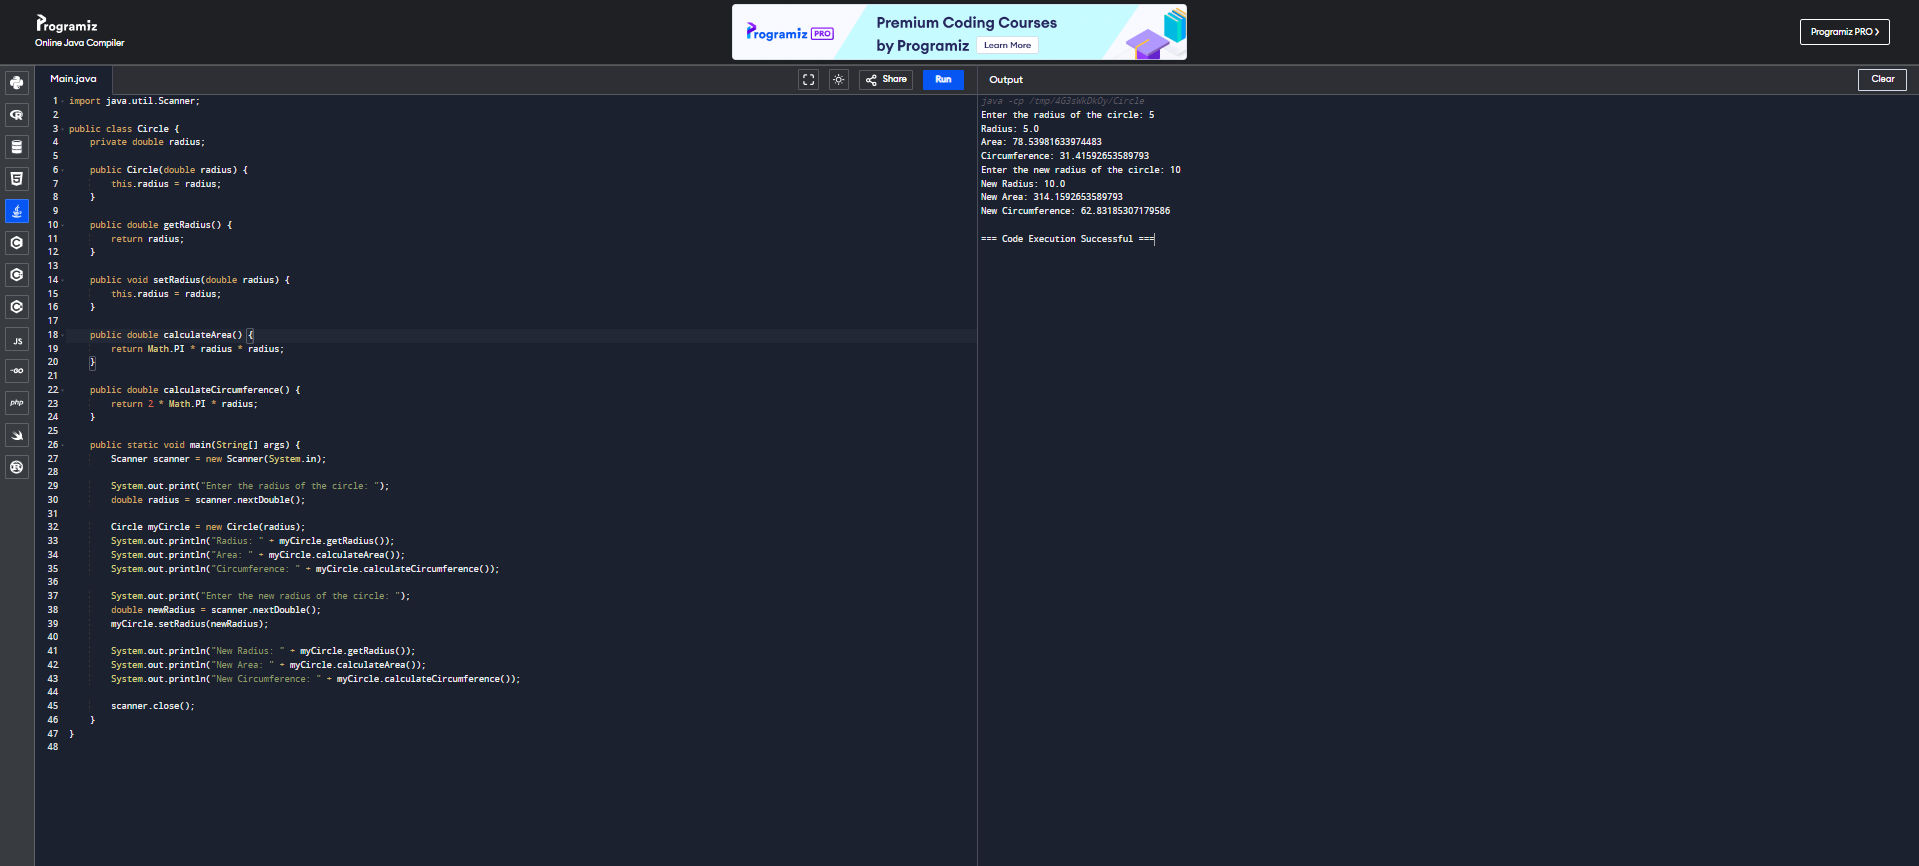 Programiz
Online Java Compiler
Programiz PRO
Premium Coding Courses
by Programiz Learn More
Programiz PRO
Main.java
Share
Run
Output
Clear
JS
GO
php
1 import java.util.Scanner;
2
3 public class Circle {
4     private double radius;
5
6     public Circle(double radius) {
7         this.radius = radius;
8     }
9
10     public double getRadius() {
11         return radius;
12     }
13
14     public void setRadius(double radius) {
15         this.radius = radius;
16     }
17
18     public double calculateArea() {
19         return Math.PI * radius * radius;
20     }
21
22     public double calculateCircumference() {
23         return 2 * Math.PI * radius;
24     }
25
26     public static void main(String[] args) {
27         Scanner scanner = new Scanner(System.in);
28
29         System.out.print("Enter the radius of the circle: ");
30         double radius = scanner.nextDouble();
31
32         Circle myCircle = new Circle(radius);
33         System.out.println("Radius: " + myCircle.getRadius());
34         System.out.println("Area: " + myCircle.calculateArea());
35         System.out.println("Circumference: " + myCircle.calculateCircumference());
36
37         System.out.print("Enter the new radius of the circle: ");
38         double newRadius = scanner.nextDouble();
39         myCircle.setRadius(newRadius);
40
41         System.out.println("New Radius: " + myCircle.getRadius());
42         System.out.println("New Area: " + myCircle.calculateArea());
43         System.out.println("New Circumference: " + myCircle.calculateCircumference());
44
45         scanner.close();
46     }
47 }
48
java -cp /tmp/4G3sWkDkOy/Circle
Enter the radius of the circle: 5
Radius: 5.0
Area: 78.53981633974483
Circumference: 31.41592653589793
Enter the new radius of the circle: 10
New Radius: 10.0
New Area: 314.1592653589793
New Circumference: 62.83185307179586
=== Code Execution Successful ===